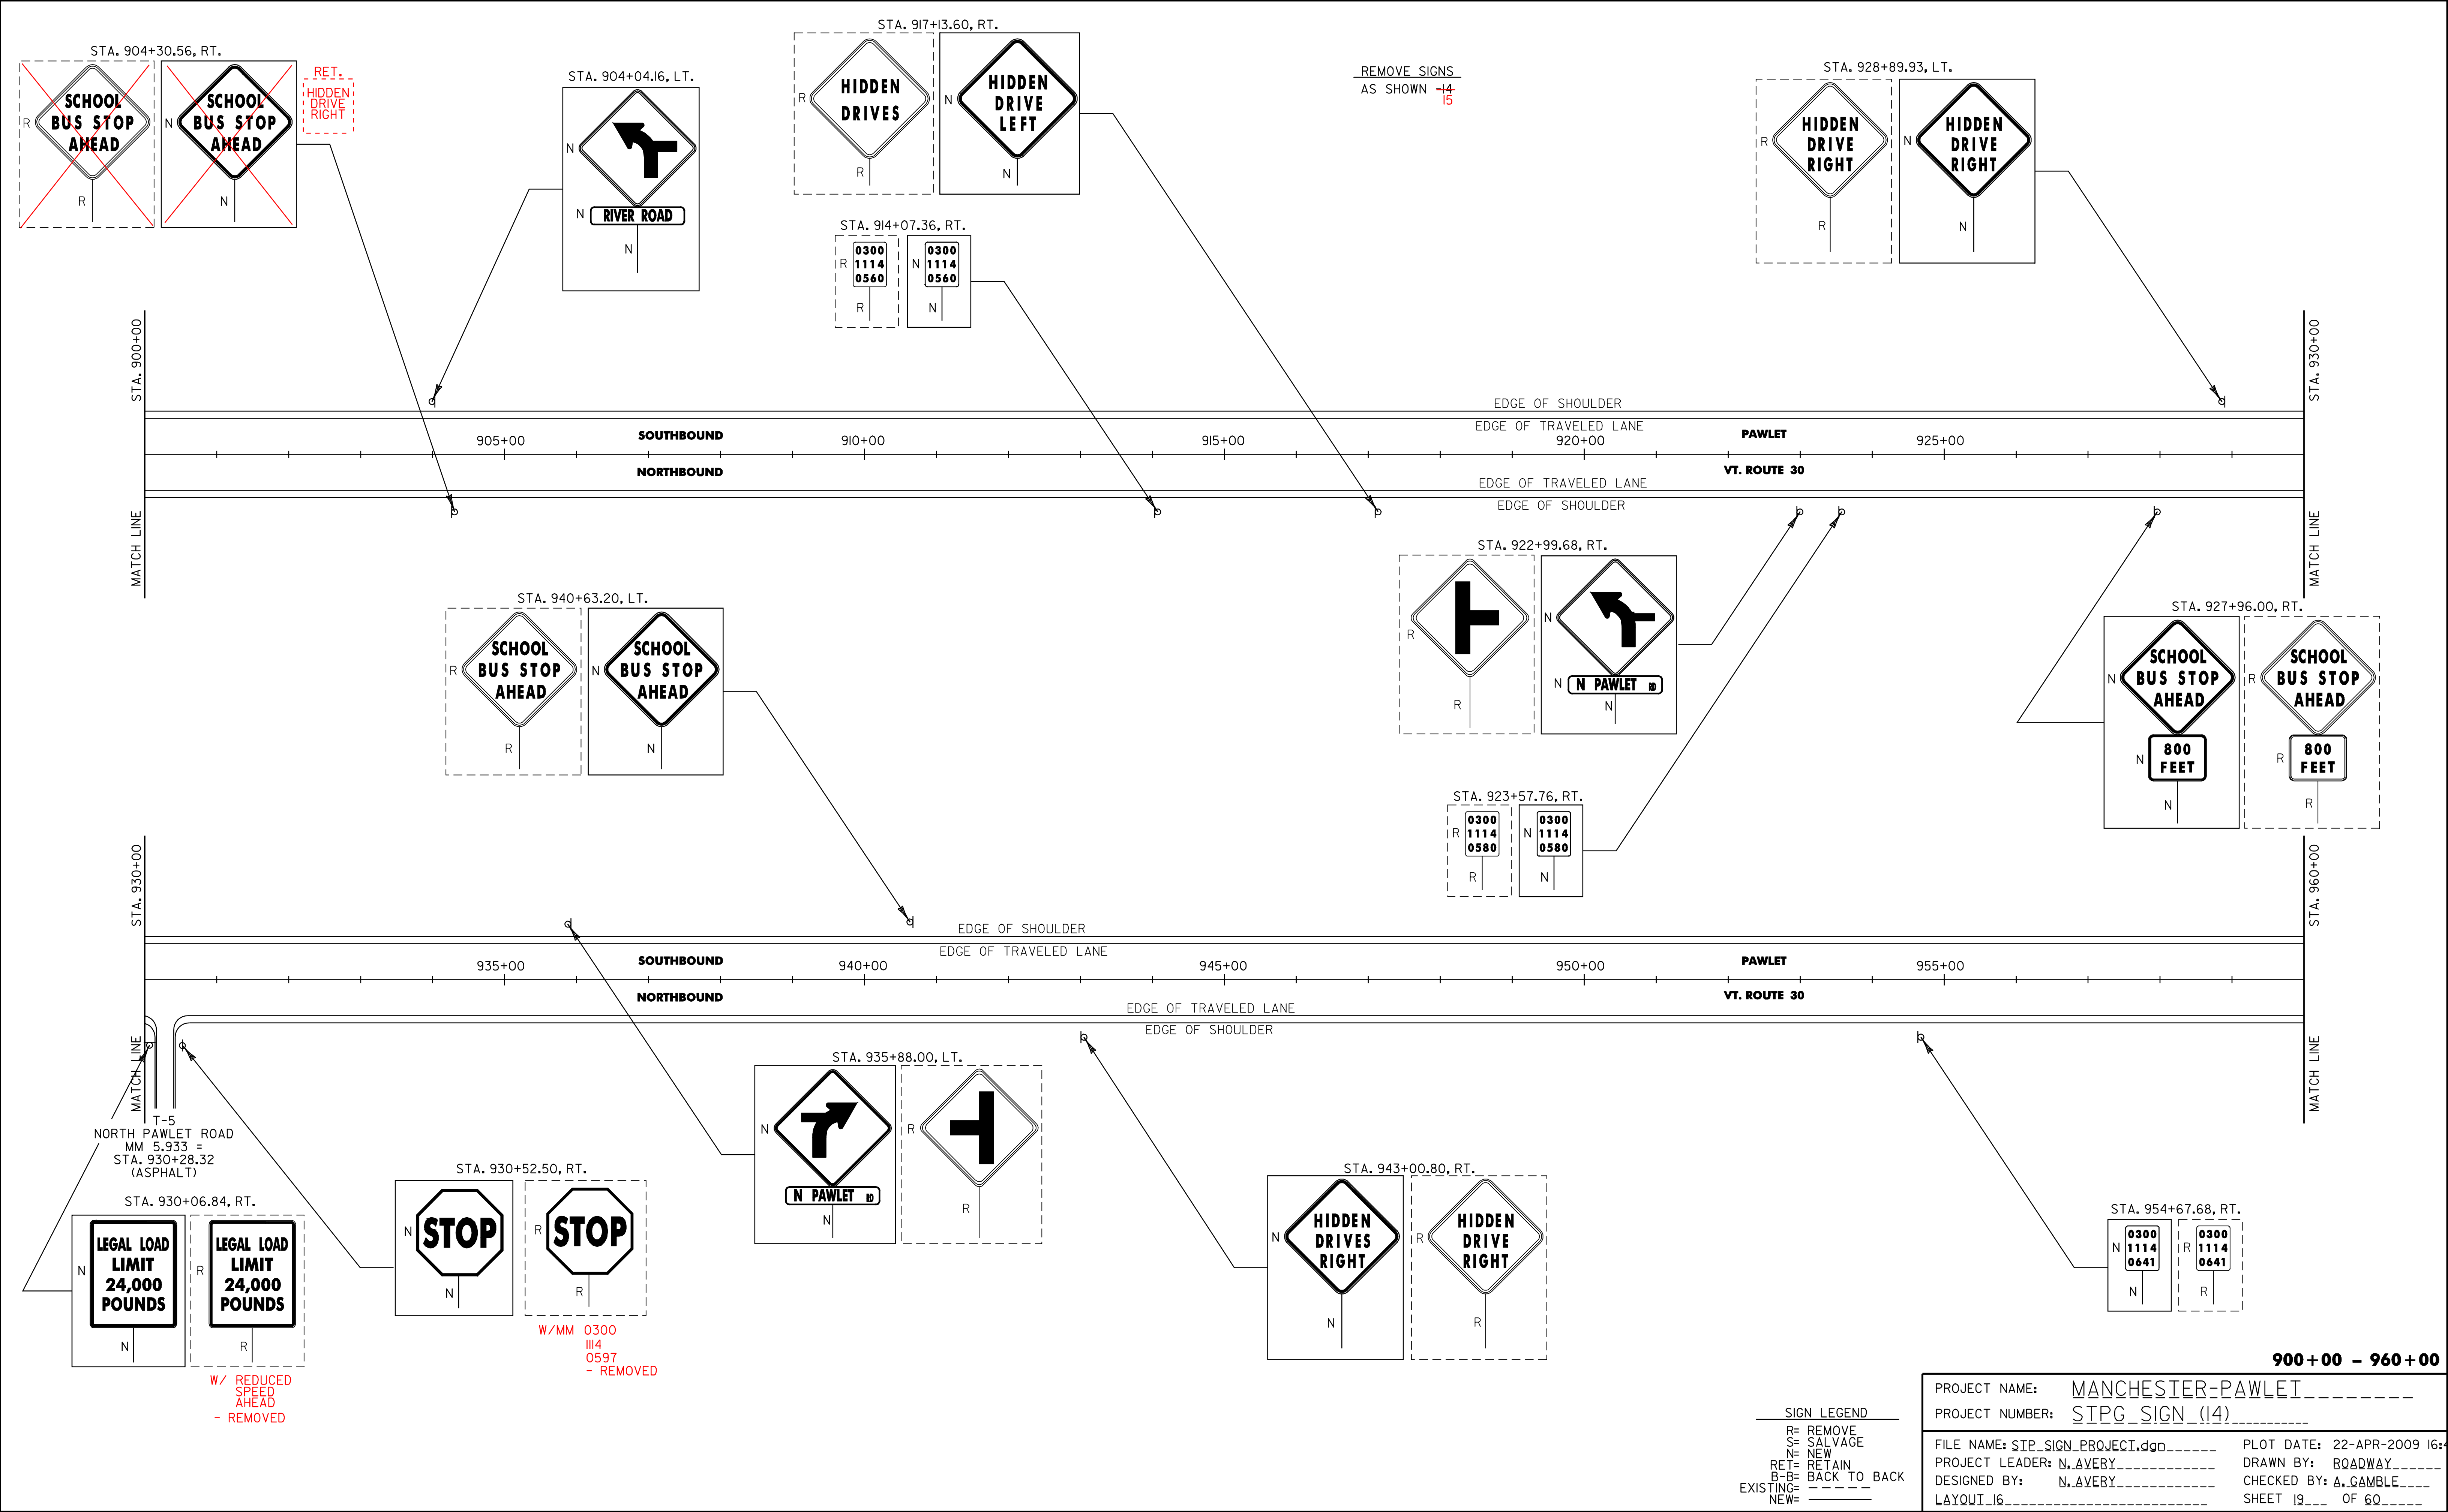 STA. 904+30.56, RT.
R
SCHOOL
BUS STOP
AHEAD
R
N
SCHOOL
BUS STOP
AHEAD
N
RET.
HIDDEN
DRIVE
RIGHT
STA. 904+04.16, LT.
N
N RIVER ROAD
N
STA. 917+13.60, RT.
R
HIDDEN
DRIVES
R
N
HIDDEN
DRIVE
LEFT
N
STA. 914+07.36, RT.
R
0300
1114
0560
R
N
0300
1114
0560
N
REMOVE SIGNS
AS SHOWN -14
15
STA. 928+89.93, LT.
R
HIDDEN
DRIVE
RIGHT
R
N
HIDDEN
DRIVE
RIGHT
N
STA. 900+00
MATCH LINE
EDGE OF SHOULDER
EDGE OF TRAVELED LANE
905+00
SOUTHBOUND
910+00
915+00
920+00
PAWLET
925+00
NORTHBOUND
VT. ROUTE 30
EDGE OF TRAVELED LANE
EDGE OF SHOULDER
STA. 930+00
MATCH LINE
STA. 922+99.68, RT.
R
R
N
N N PAWLET RD
N
STA. 927+96.00, RT.
N
SCHOOL
BUS STOP
AHEAD
N
800
FEET
N
R
SCHOOL
BUS STOP
AHEAD
R
800
FEET
R
STA. 940+63.20, LT.
R
SCHOOL
BUS STOP
AHEAD
R
N
SCHOOL
BUS STOP
AHEAD
N
STA. 923+57.76, RT.
R
0300
1114
0580
R
N
0300
1114
0580
N
STA. 930+00
MATCH LINE
EDGE OF SHOULDER
EDGE OF TRAVELED LANE
935+00
SOUTHBOUND
940+00
945+00
950+00
PAWLET
955+00
NORTHBOUND
VT. ROUTE 30
EDGE OF TRAVELED LANE
EDGE OF SHOULDER
STA. 960+00
MATCH LINE
T-5
NORTH PAWLET ROAD
MM 5.933 =
STA. 930+28.32
(ASPHALT)
STA. 930+06.84, RT.
N
LEGAL LOAD
LIMIT
24,000
POUNDS
N
R
LEGAL LOAD
LIMIT
24,000
POUNDS
R
W/ REDUCED
SPEED
AHEAD
- REMOVED
STA. 930+52.50, RT.
N STOP
N
R STOP
R
W/MM 0300
1114
0597
- REMOVED
STA. 935+88.00, LT.
N
N PAWLET RD
N
R
R
STA. 943+00.80, RT.
N
HIDDEN
DRIVES
RIGHT
N
R
HIDDEN
DRIVE
RIGHT
R
STA. 954+67.68, RT.
N
0300
1114
0641
N
R
0300
1114
0641
R
900+00 - 960+00
SIGN LEGEND
R= REMOVE
S= SALVAGE
N= NEW
RET= RETAIN
B-B= BACK TO BACK
EXISTING=
NEW=
PROJECT NAME: MANCHESTER-PAWLET
PROJECT NUMBER: STPG SIGN (14)
FILE NAME: STP SIGN PROJECT.dgn
PLOT DATE: 22-APR-2009 16:4
PROJECT LEADER: N. AVERY
DRAWN BY: ROADWAY
DESIGNED BY: N. AVERY
CHECKED BY: A. GAMBLE
LAYOUT 16
SHEET 19 OF 60